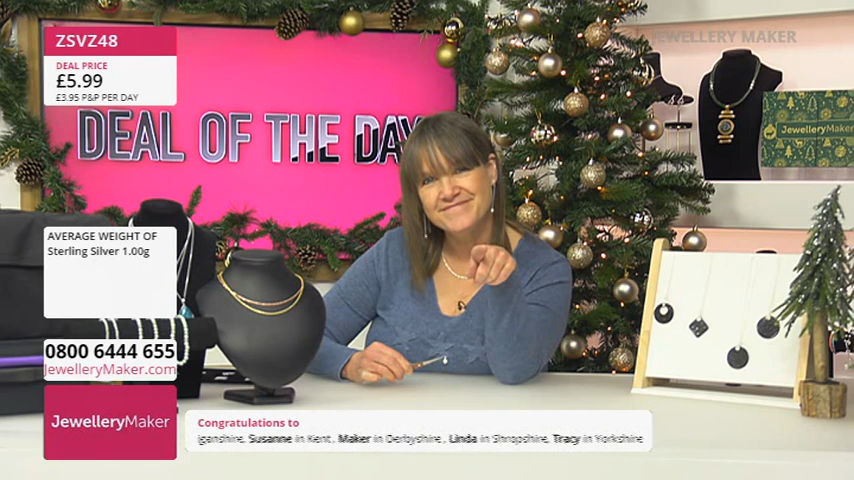 ZSVZ48
DEAL PRICE
£5.99
£3.95 P&P PER DAY
JEWELLERY MAKER
DEAL OF THE DAY
JewelleryMaker
AVERAGE WEIGHT OF
Sterling Silver 1.00g
0800 6444 655
JewelleryMaker.com
JewelleryMaker
Congratulations to
iganshire, Susanne in Kent, Maker in Derbyshire, Linda in Shropshire, Tracy in Yorkshire